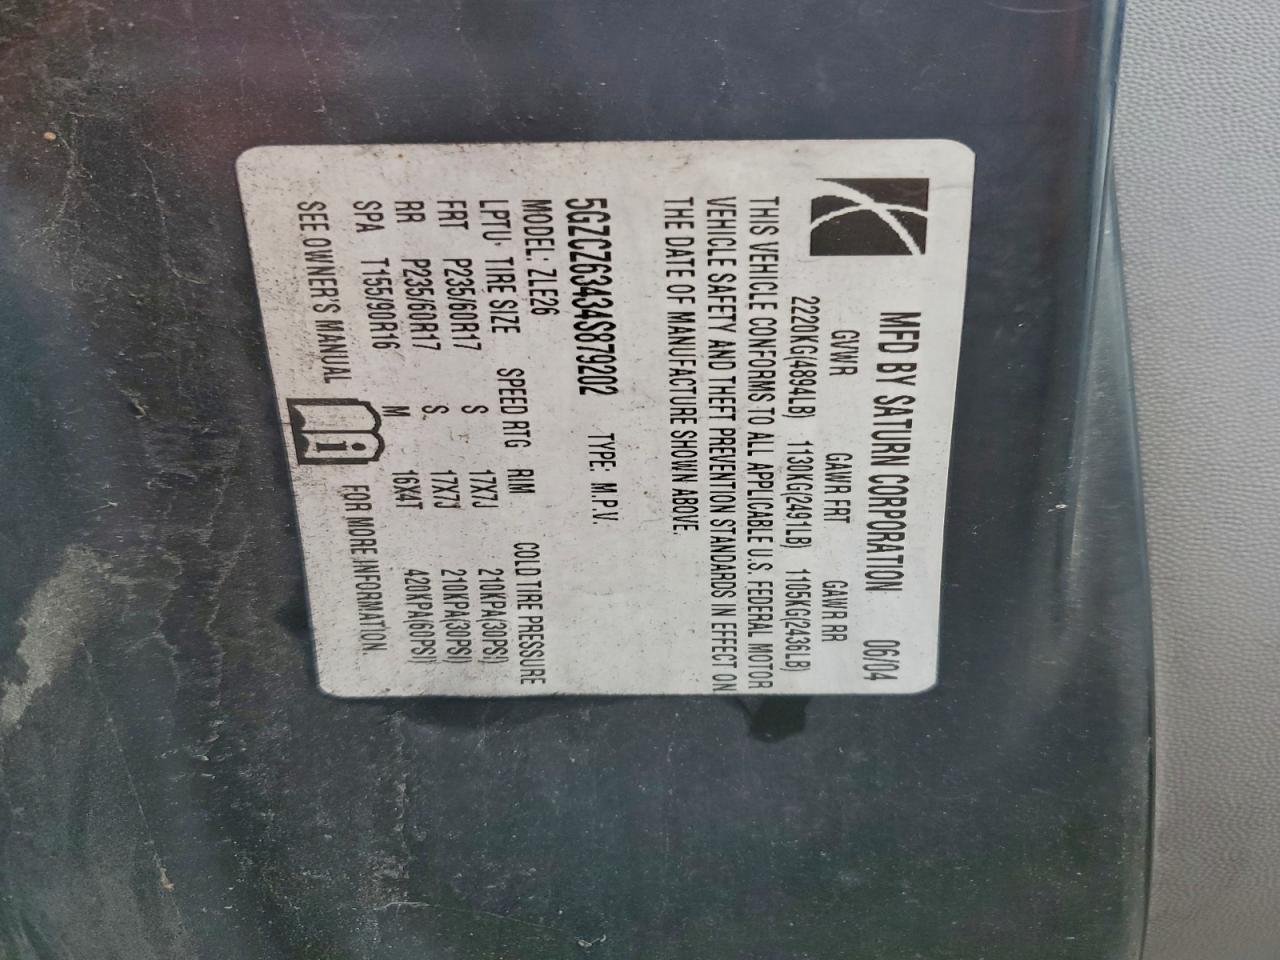 MFD BY SATURN CORPORATION 06/04
GVWR GAWR FRT GAWR RR
2220KG(4894LB) 1130KG(2491LB) 1105KG(2436LB)
THIS VEHICLE CONFORMS TO ALL APPLICABLE U.S. FEDERAL MOTOR
VEHICLE SAFETY AND THEFT PREVENTION STANDARDS IN EFFECT ON
THE DATE OF MANUFACTURE SHOWN ABOVE.
5GZCZ63434S879202 TYPE: M.P.V.
MODEL: ZLE26
LPTU- TIRE SIZE SPEED RTG RIM COLD TIRE PRESSURE
FRT P235/60R17 S 17X7J 210KPA(30PSI)
RR P235/60R17 S. 17X7J 210KPA(30PSI)
SPA T155/90R16 M 16X4T 420KPA(60PSI)
SEE OWNER'S MANUAL i FOR MORE INFORMATION.